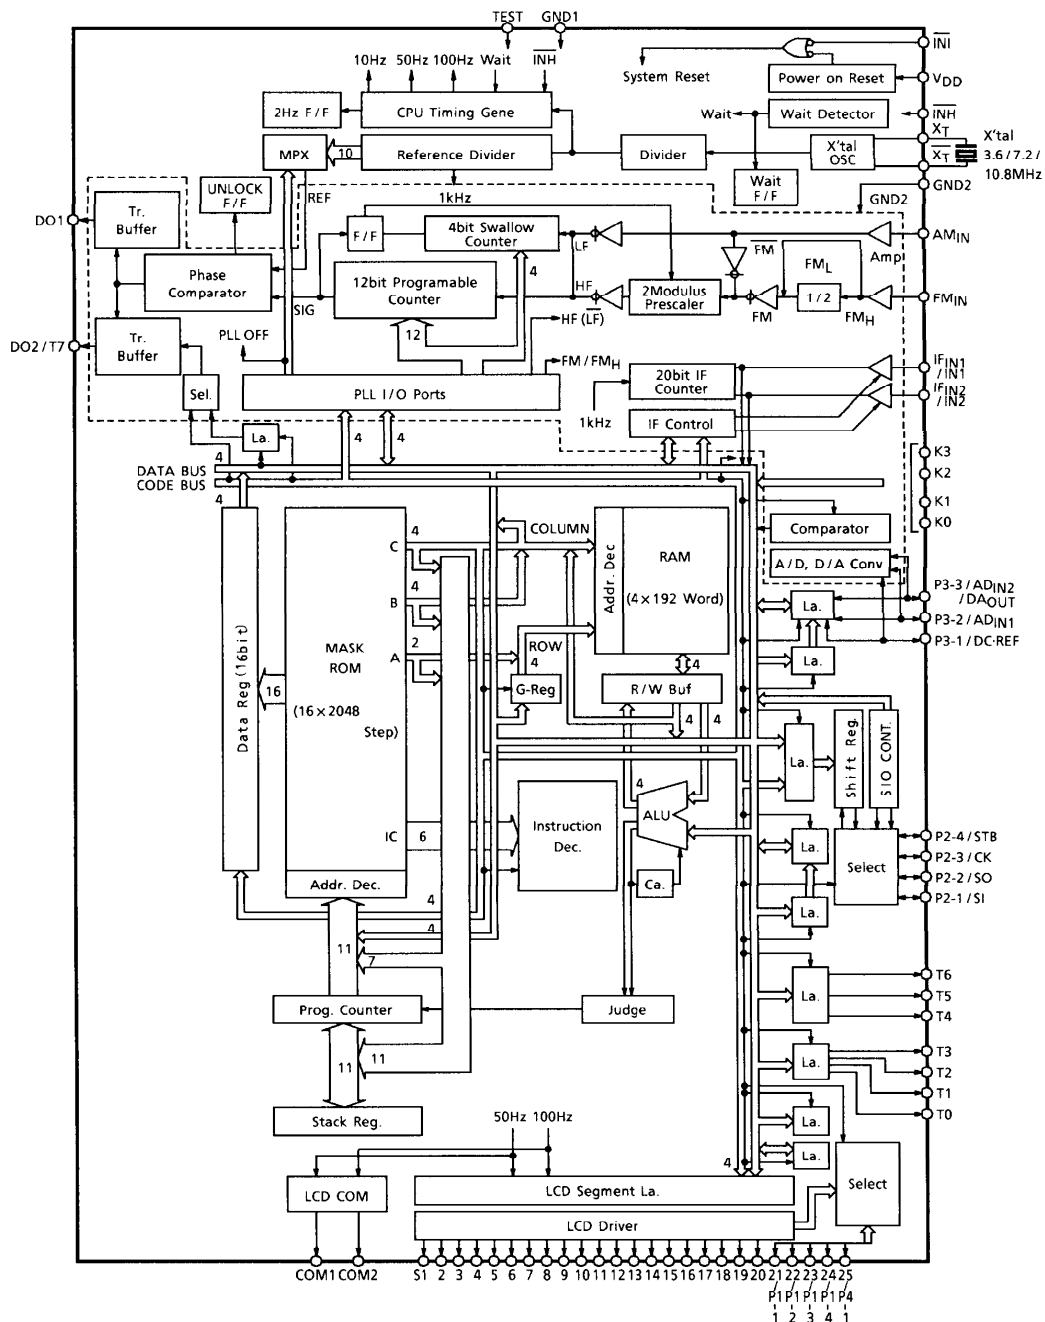 TEST GND1
I̅N̅I̅
10Hz 50Hz 100Hz Wait I̅N̅H̅
System Reset
Power on Reset
VDD
2Hz F/F
CPU Timing Gene
Wait
Wait Detector
I̅N̅H̅
XT
X'tal
3.6/7.2/
10.8MHz
X̅T̅
MPX
10
Reference Divider
Divider
X'tal
OSC
UNLOCK
F/F
REF
1kHz
Wait
F/F
GND2
GND2
DO1
Tr.
Buffer
F/F
4bit Swallow
Counter
LF
F̅M̅
Amp
AMIN
4
FML
Phase
Comparator
SIG
12bit Programable
Counter
HF
2Modulus
Prescaler
FM
1/2
FMH
FMIN
12
HF (L̅F̅)
DO2/T7
Tr.
Buffer
PLL OFF
FM/FMH
20bit IF
Counter
IFIN1
/IN1
IFIN2
/IN2
Sel.
PLL I/O Ports
1kHz
IF Control
La.
4 4
K3
K2
K1
K0
DATA BUS
4
CODE BUS
4
COLUMN
Comparator
A/D, D/A Conv
Data Reg (16bit)
16
MASK
ROM
(16×2048
Step)
C
4
B
4
A
2
ROW
4
Addr. Dec
RAM
(4×192 Word)
P3-3/ADIN2
/DAOUT
P3-2/ADIN1
P3-1/DC·REF
La.
La.
G-Reg
4
R/W Buf
4 4
La.
Shift Reg.
SIO CONT.
4
ALU
IC
6
Instruction
Dec.
Ca.
La.
Select
P2-4/STB
P2-3/CK
P2-2/SO
P2-1/SI
Addr. Dec.
4
4
La.
11
7
Prog. Counter
Judge
La.
T6
T5
T4
11
11
La.
T3
T2
T1
T0
Stack Reg.
50Hz 100Hz
La.
La.
4
Select
LCD COM
LCD Segment La.
LCD Driver
COM1 COM2
S1 2 3 4 5 6 7 8 9 10 11 12 13 14 15 16 17 18 19 20 21 22 23 24 25
/P1-1 /P1-2 /P1-3 /P1-4 /P4-1